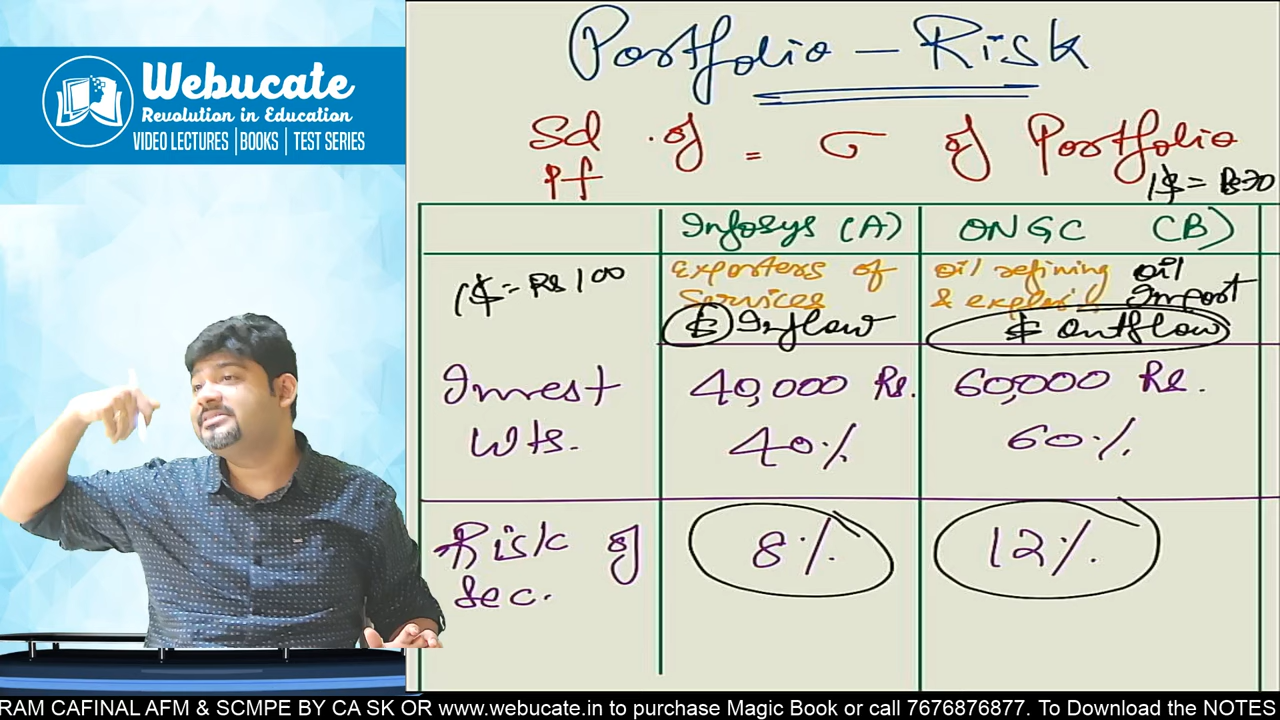 Webucate
Revolution in Education
VIDEO LECTURES | BOOKS | TEST SERIES
Portfolio - Risk
Sd of Pf = σ of Portfolio
1$ = Rs 70
Infosys (A) ONGC (B)
1$ = Rs 100
Exporters of Services
$ Inflow
oil refining oil
& explori Import
$ outflow
Invest 40,000 Rs. 60,000 Rs.
Wts. 40% 60%
Risk of Sec. 8% 12%
RAM CAFINAL AFM & SCMPE BY CA SK OR www.webucate.in to purchase Magic Book or call 7676876877. To Download the NOTES